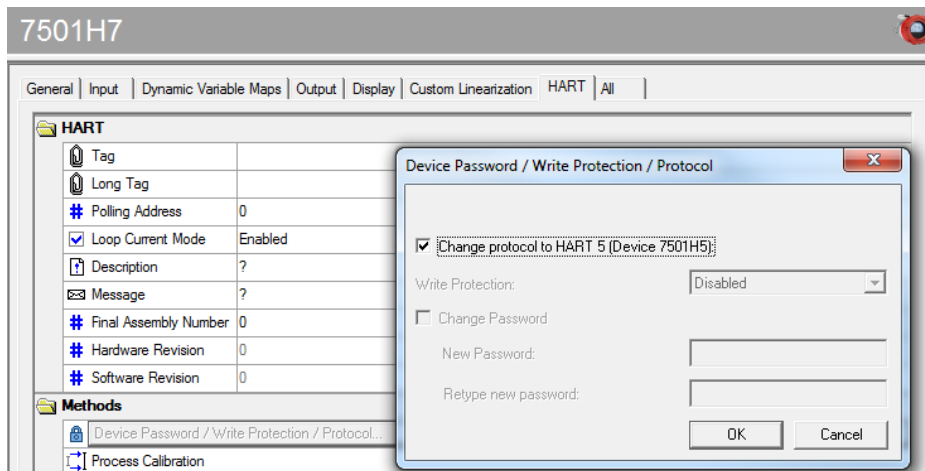 7501H7
General Input Dynamic Variable Maps Output Display Custom Linearization HART All
HART
Tag
Long Tag
# Polling Address 0
Loop Current Mode Enabled
Description ?
Message ?
# Final Assembly Number 0
# Hardware Revision 0
# Software Revision 0
Methods
Device Password / Write Protection / Protocol...
Process Calibration
Device Password / Write Protection / Protocol
Change protocol to HART 5 (Device 7501H5);
Write Protection: Disabled
Change Password
New Password:
Retype new password:
OK Cancel